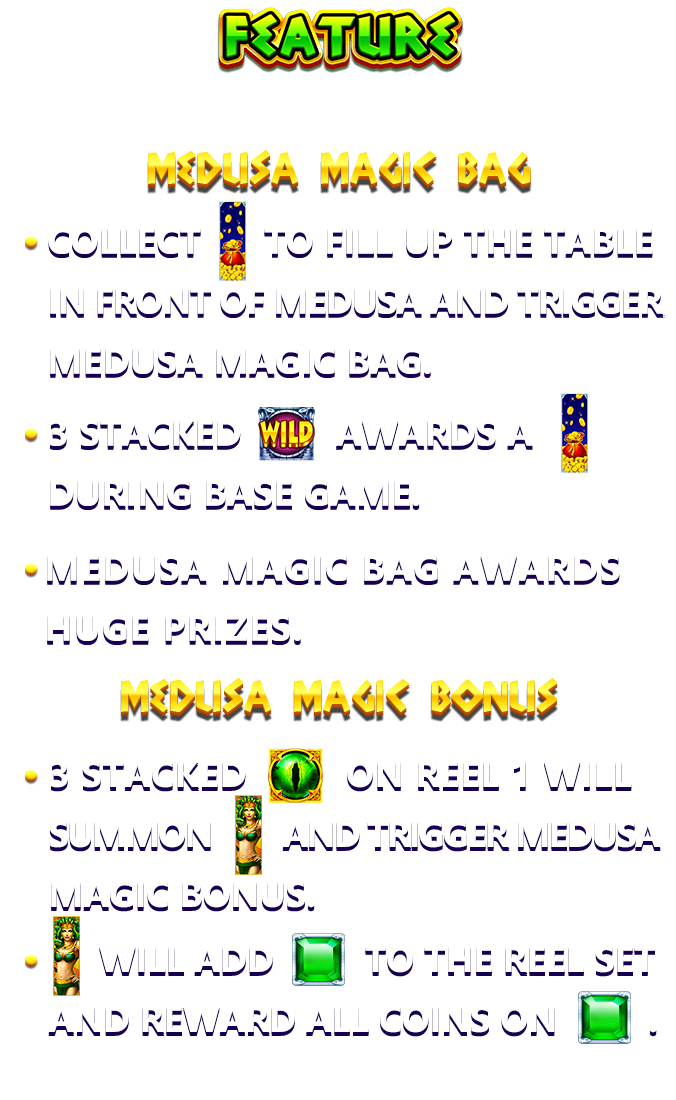 FEATURE
MEDUSA MAGIC BAG
• COLLECT TO FILL UP THE TABLE
IN FRONT OF MEDUSA AND TRIGGER
MEDUSA MAGIC BAG.
• 3 STACKED WILD AWARDS A
DURING BASE GAME.
• MEDUSA MAGIC BAG AWARDS
HUGE PRIZES.
MEDUSA MAGIC BONUS
• 3 STACKED ON REEL 1 WILL
SUMMON AND TRIGGER MEDUSA
MAGIC BONUS.
• WILL ADD TO THE REEL SET
AND REWARD ALL COINS ON .